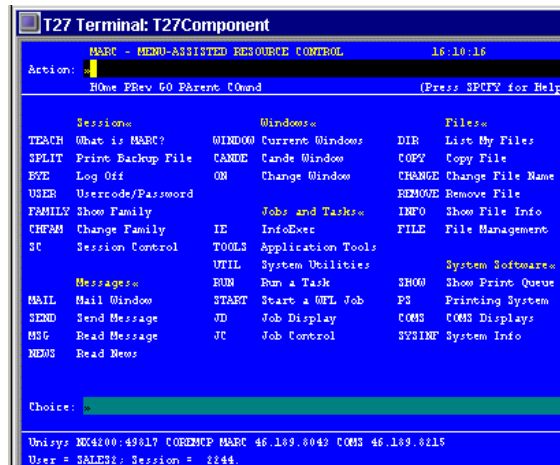 T27 Terminal: T27Component
MARC - MENU-ASSISTED RESOURCE CONTROL 16:10:16
Action: »
HOme PRev GO PArent COmnd (Press SPCFY for Help
Session« Windows« Files«
TEACH What is MARC? WINDOW Current Windows DIR List My Files
SPLIT Print Backup File CANDE Cande Window COPY Copy File
BYE Log Off ON Change Window CHANGE Change File Name
USER Usercode/Password REMOVE Remove File
FAMILY Show Family Jobs and Tasks« INFO Show File Info
CHFAM Change Family IE InfoExec FILE File Management
SC Session Control TOOLS Application Tools
UTIL System Utilities System Software«
Messages« RUN Run a Task SHOW Show Print Queue
MAIL Mail Window START Start a WFL Job PS Printing System
SEND Send Message JD Job Display COMS COMS Displays
MSG Read Message JC Job Control SYSINF System Info
NEWS Read News
Choice: »
Unisys NX4200:49817 COREMCP MARC 46.189.8043 COMS 46.189.8215
User = SALES2; Session = 2244.